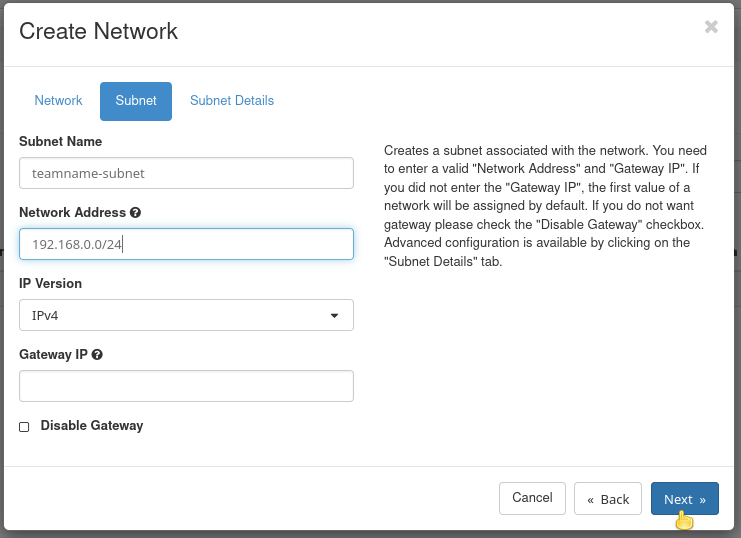 Create Network
Network Subnet Subnet Details
Subnet Name
teamname-subnet
Network Address
192.168.0.0/24
IP Version
IPv4
Gateway IP
Disable Gateway
Creates a subnet associated with the network. You need
to enter a valid "Network Address" and "Gateway IP". If
you did not enter the "Gateway IP", the first value of a
network will be assigned by default. If you do not want
gateway please check the "Disable Gateway" checkbox.
Advanced configuration is available by clicking on the
"Subnet Details" tab.
Cancel « Back Next »